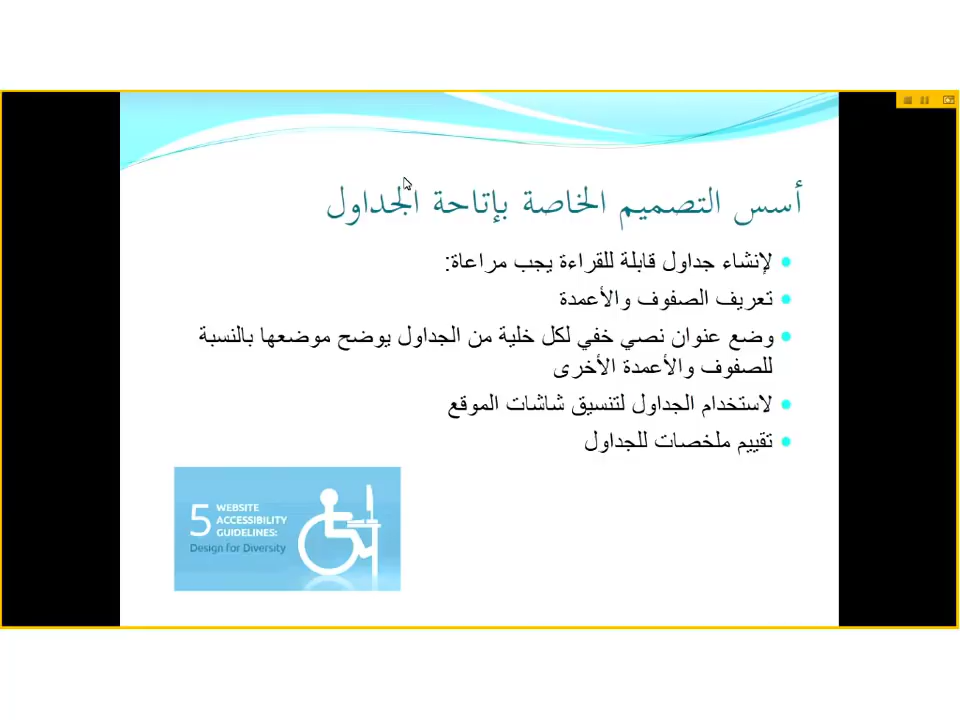 أسس التصميم الخاصة بإتاحة الجداول
لإنشاء جداول قابلة للقراءة يجب مراعاة:
تعريف الصفوف والأعمدة
وضع عنوان نصي خفي لكل خلية من الجداول يوضح موضعها بالنسبة
للصفوف والأعمدة الأخرى
لاستخدام الجداول لتنسيق شاشات الموقع
تقييم ملخصات للجداول
5 WEBSITE
ACCESSIBILITY
GUIDELINES:
Design for Diversity